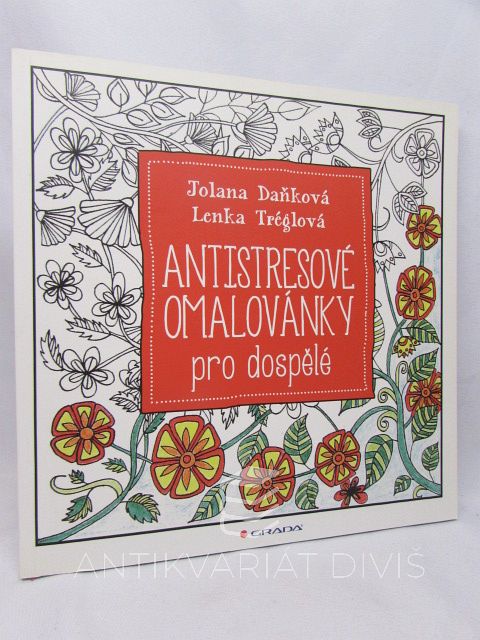 Jolana Daňková
Lenka Tréglová
ANTISTRESOVÉ
OMALOVÁNKY
pro dospělé
GRADA
ANTIKVARIÁT DIVIŠ